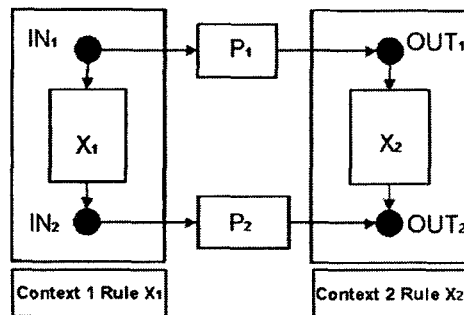 IN₁
P₁
OUT₁
X₁
X₂
IN₂
P₂
OUT₂
Context 1 Rule X₁
Context 2 Rule X₂